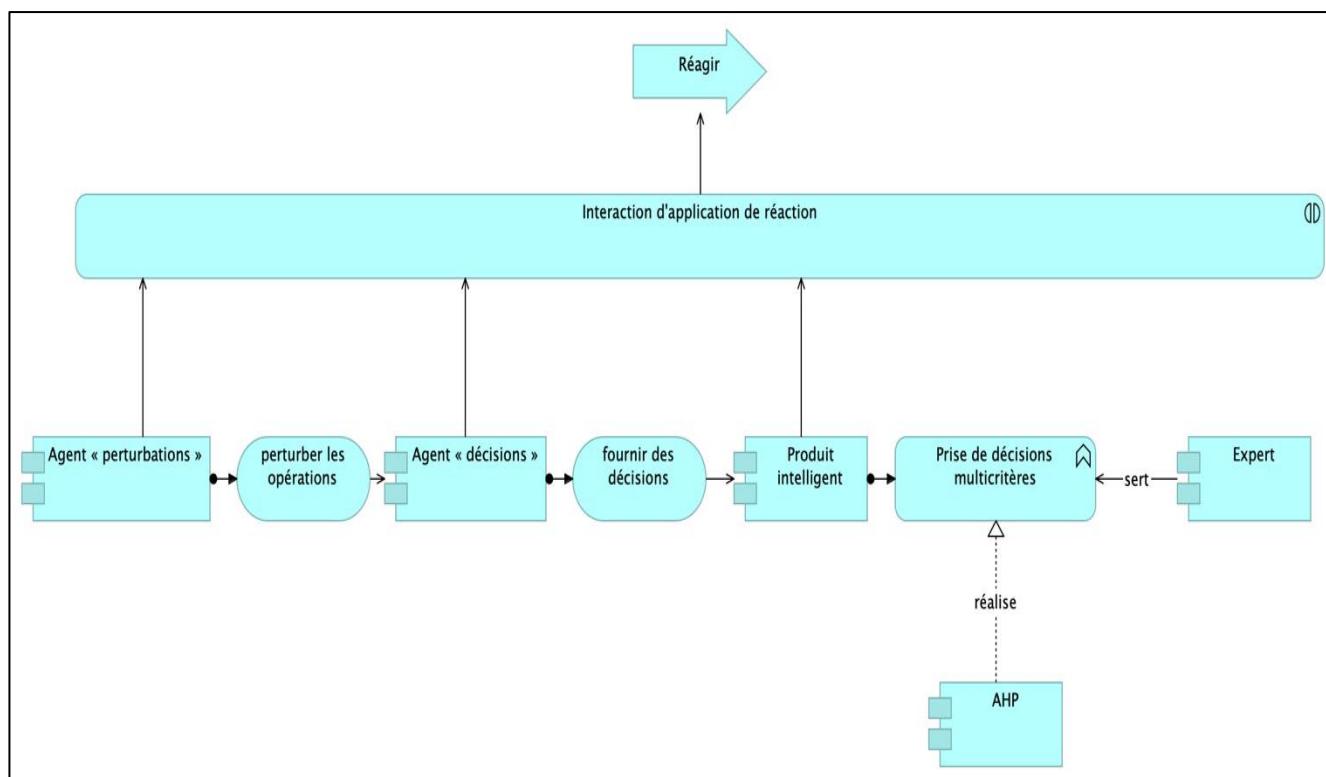 Réagir
Interaction d'application de réaction
Agent « perturbations »
perturber les
opérations
Agent « décisions »
fournir des
décisions
Produit
intelligent
Prise de décisions
multicritères
sert
Expert
réalise
AHP